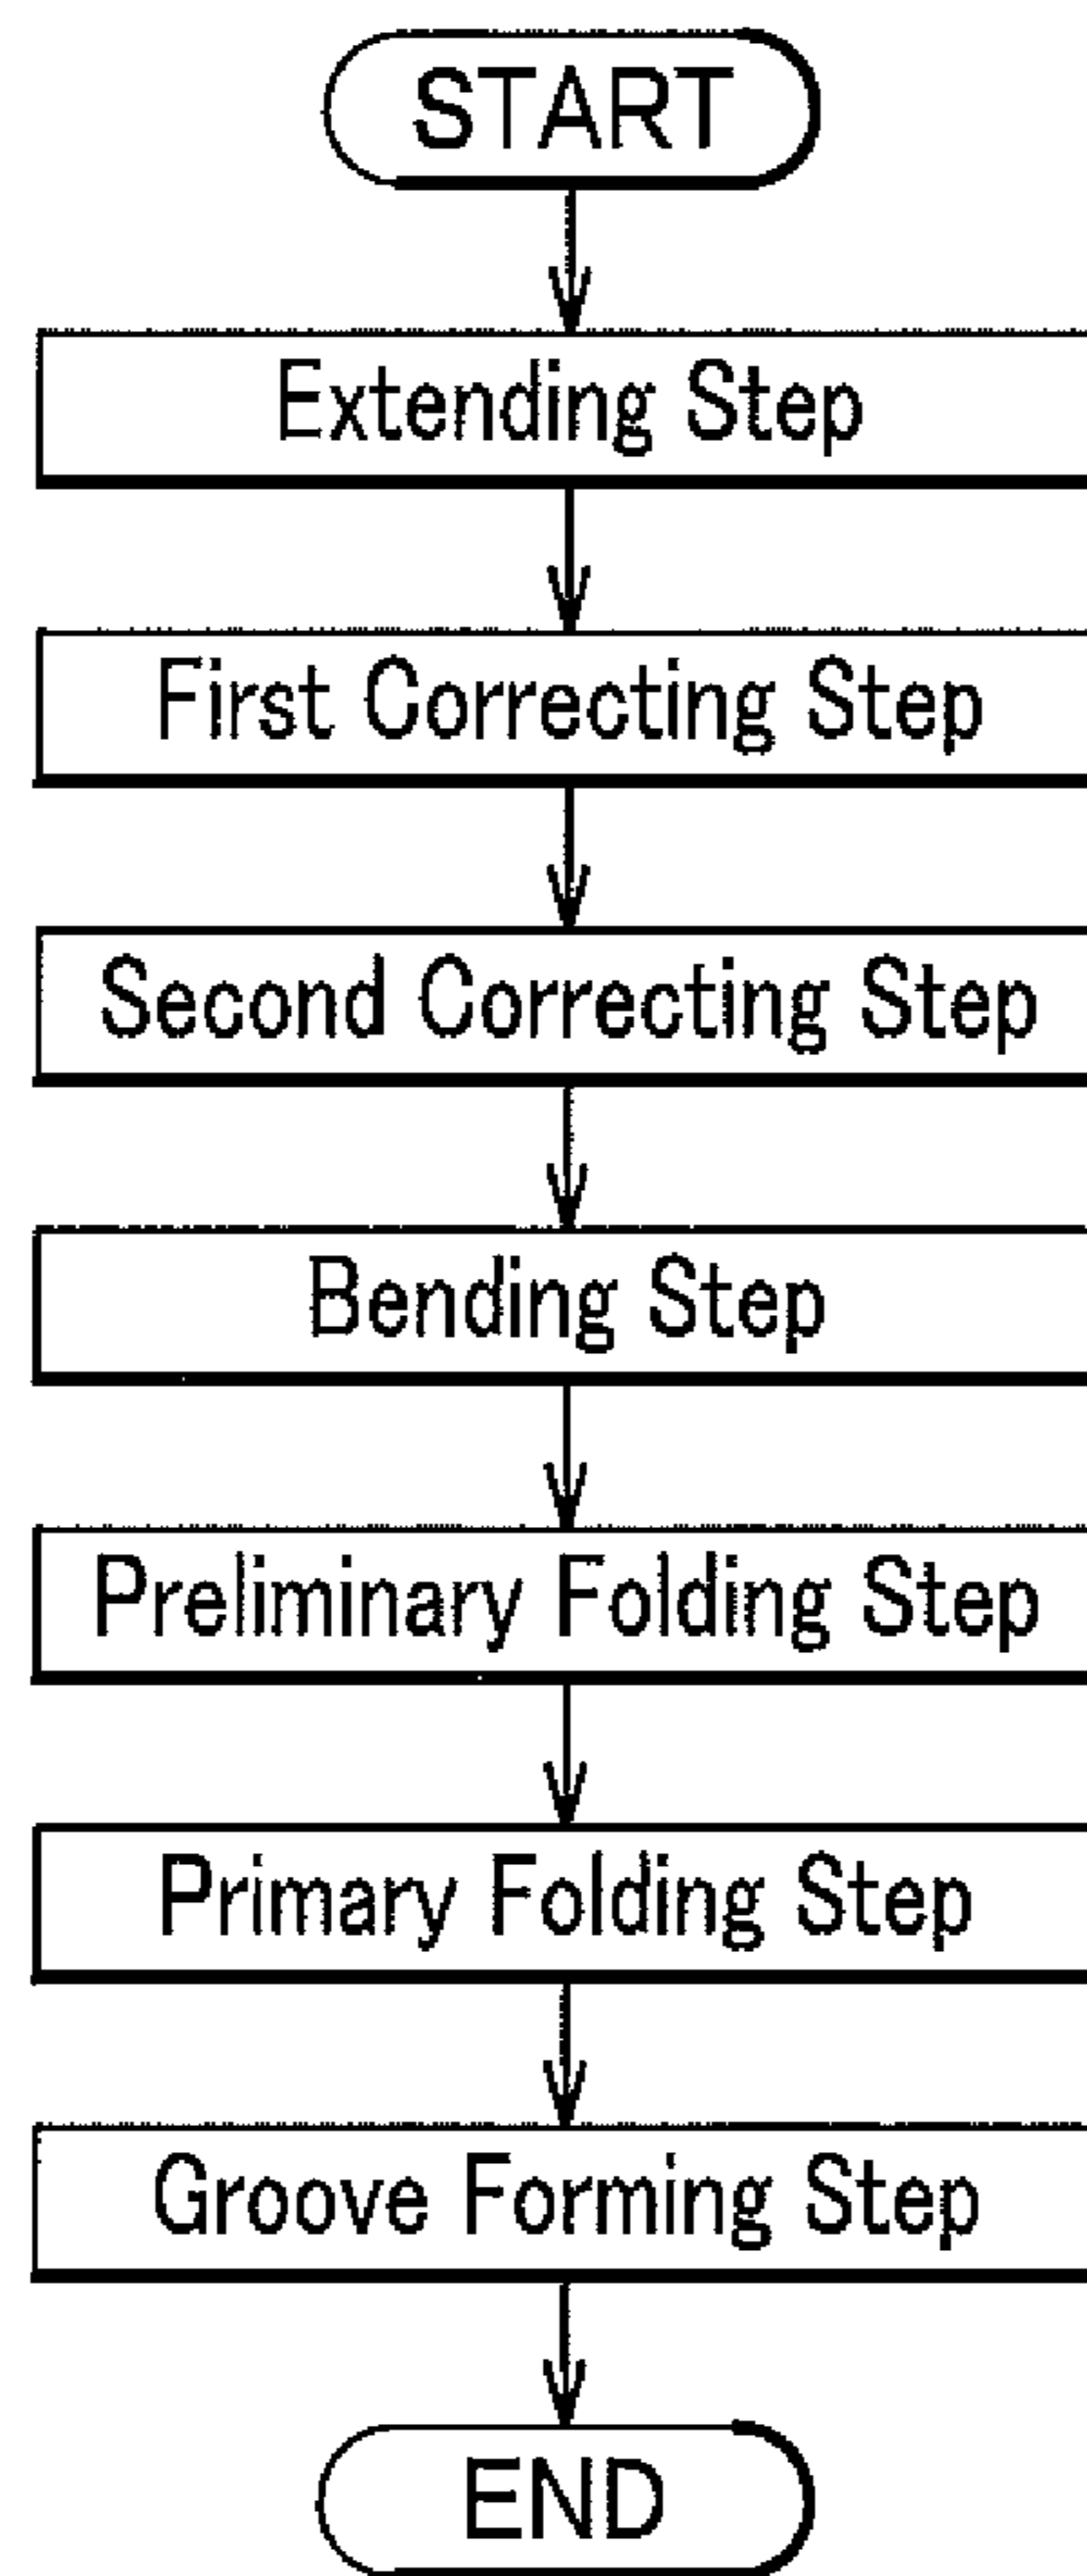 START
Extending Step
First Correcting Step
Second Correcting Step
Bending Step
Preliminary Folding Step
Primary Folding Step
Groove Forming Step
END